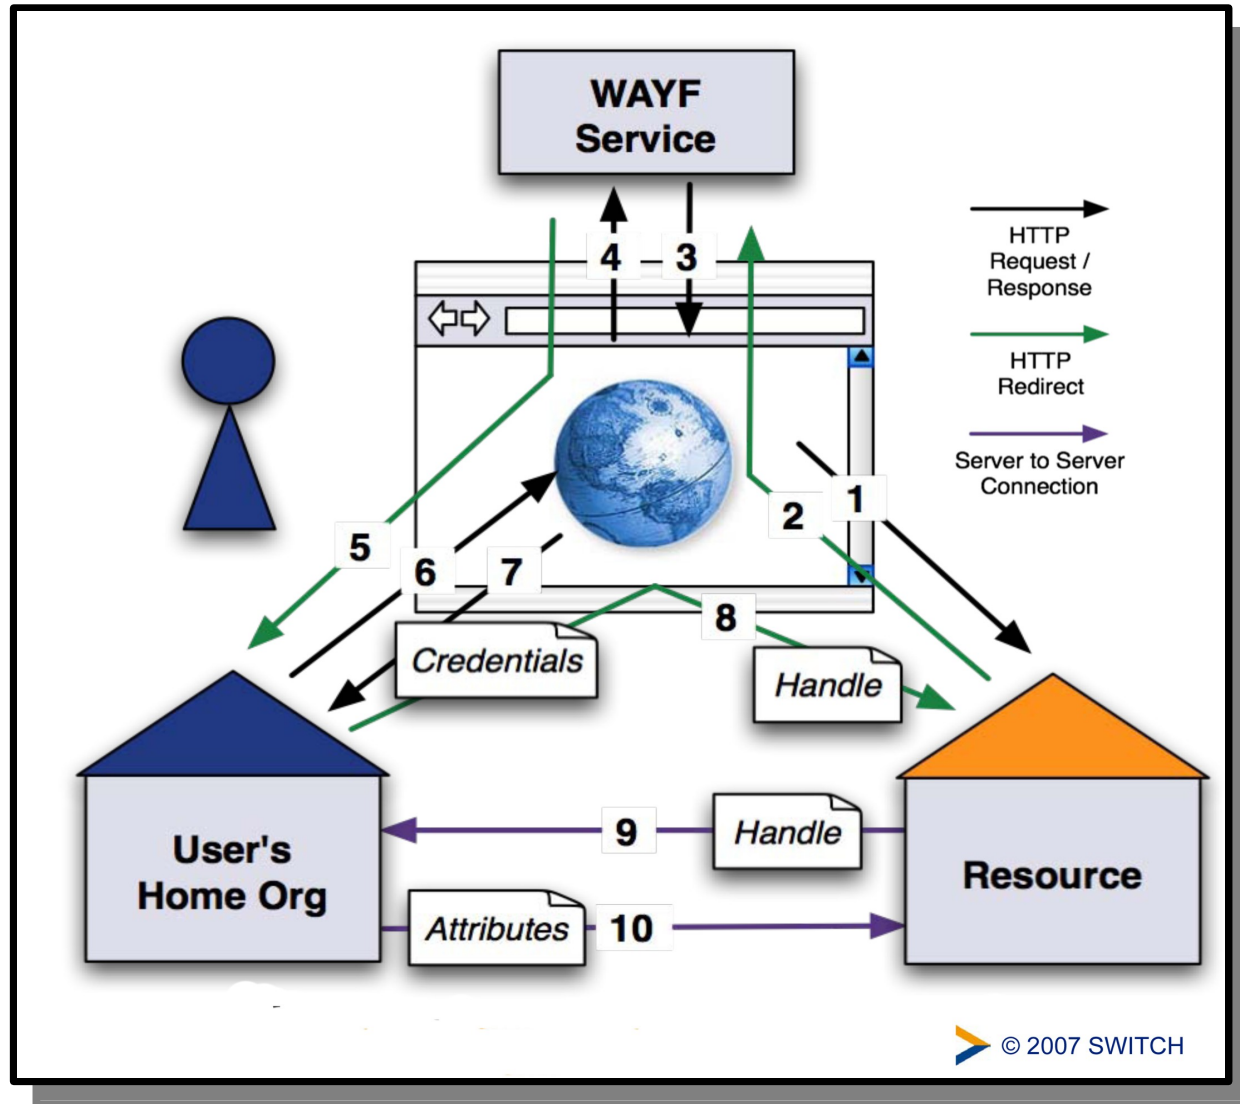 WAYF
Service
4
3
HTTP
Request /
Response
HTTP
Redirect
Server to Server
Connection
1
2
5
6
7
8
Credentials
Handle
User's
Home Org
9
Handle
Resource
Attributes
10
© 2007 SWITCH